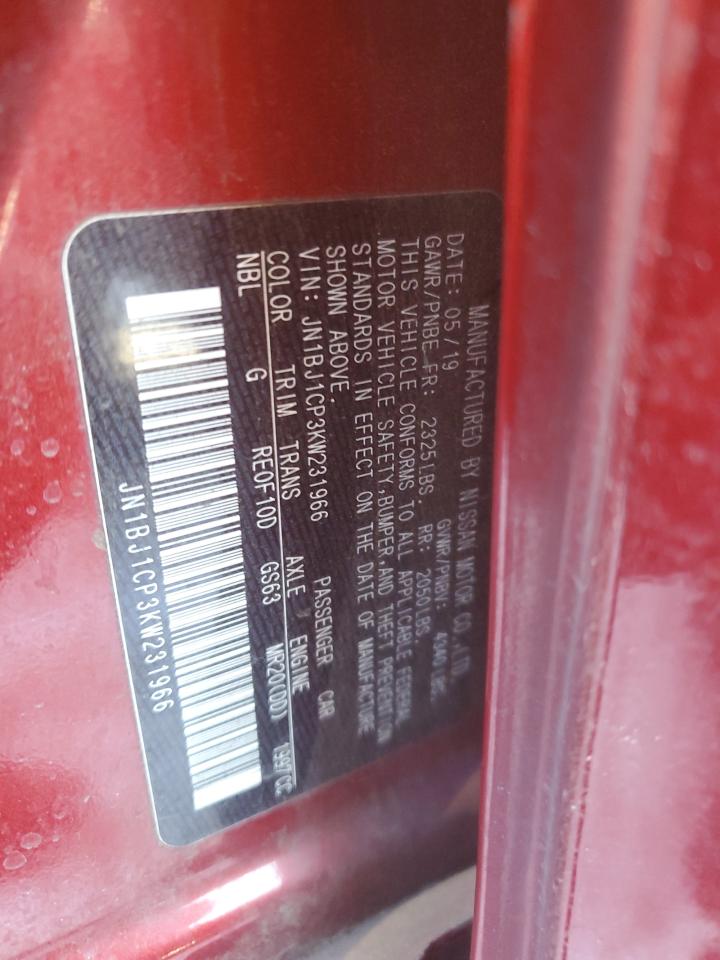 MANUFACTURED BY NISSAN MOTOR CO.,LTD.
DATE: 05/19 GVWR/PNBV: 4340 LBS.
GAWR/PNBE FR: 2325LBS. RR: 2050LBS.
THIS VEHICLE CONFORMS TO ALL APPLICABLE FEDERAL
MOTOR VEHICLE SAFETY,BUMPER,AND THEFT PREVENTION
STANDARDS IN EFFECT ON THE DATE OF MANUFACTURE
SHOWN ABOVE.
VIN: JN1BJ1CP3KW231966 PASSENGER CAR
COLOR TRIM TRANS AXLE ENGINE
NBL G RE0F10D GS63 MR20(DD) 1997CC
JN1BJ1CP3KW231966